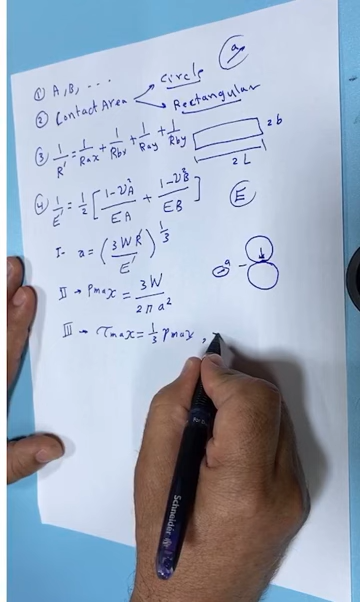 ① A, B, ...
② Contact Area → Circle a
→ Rectangular
2b
2L
③ 1/R' = 1/Rax + 1/Rbx + 1/Ray + 1/Rby
④ 1/E' = 1/2 [ 1-υ²A / EA + 1-υ²B / EB ] E
I- a = ( 3WR' / E' )^1/3
a
II → Pmax = 3W / 2πa²
III → τmax = 1/3 Pmax ,
Schneider